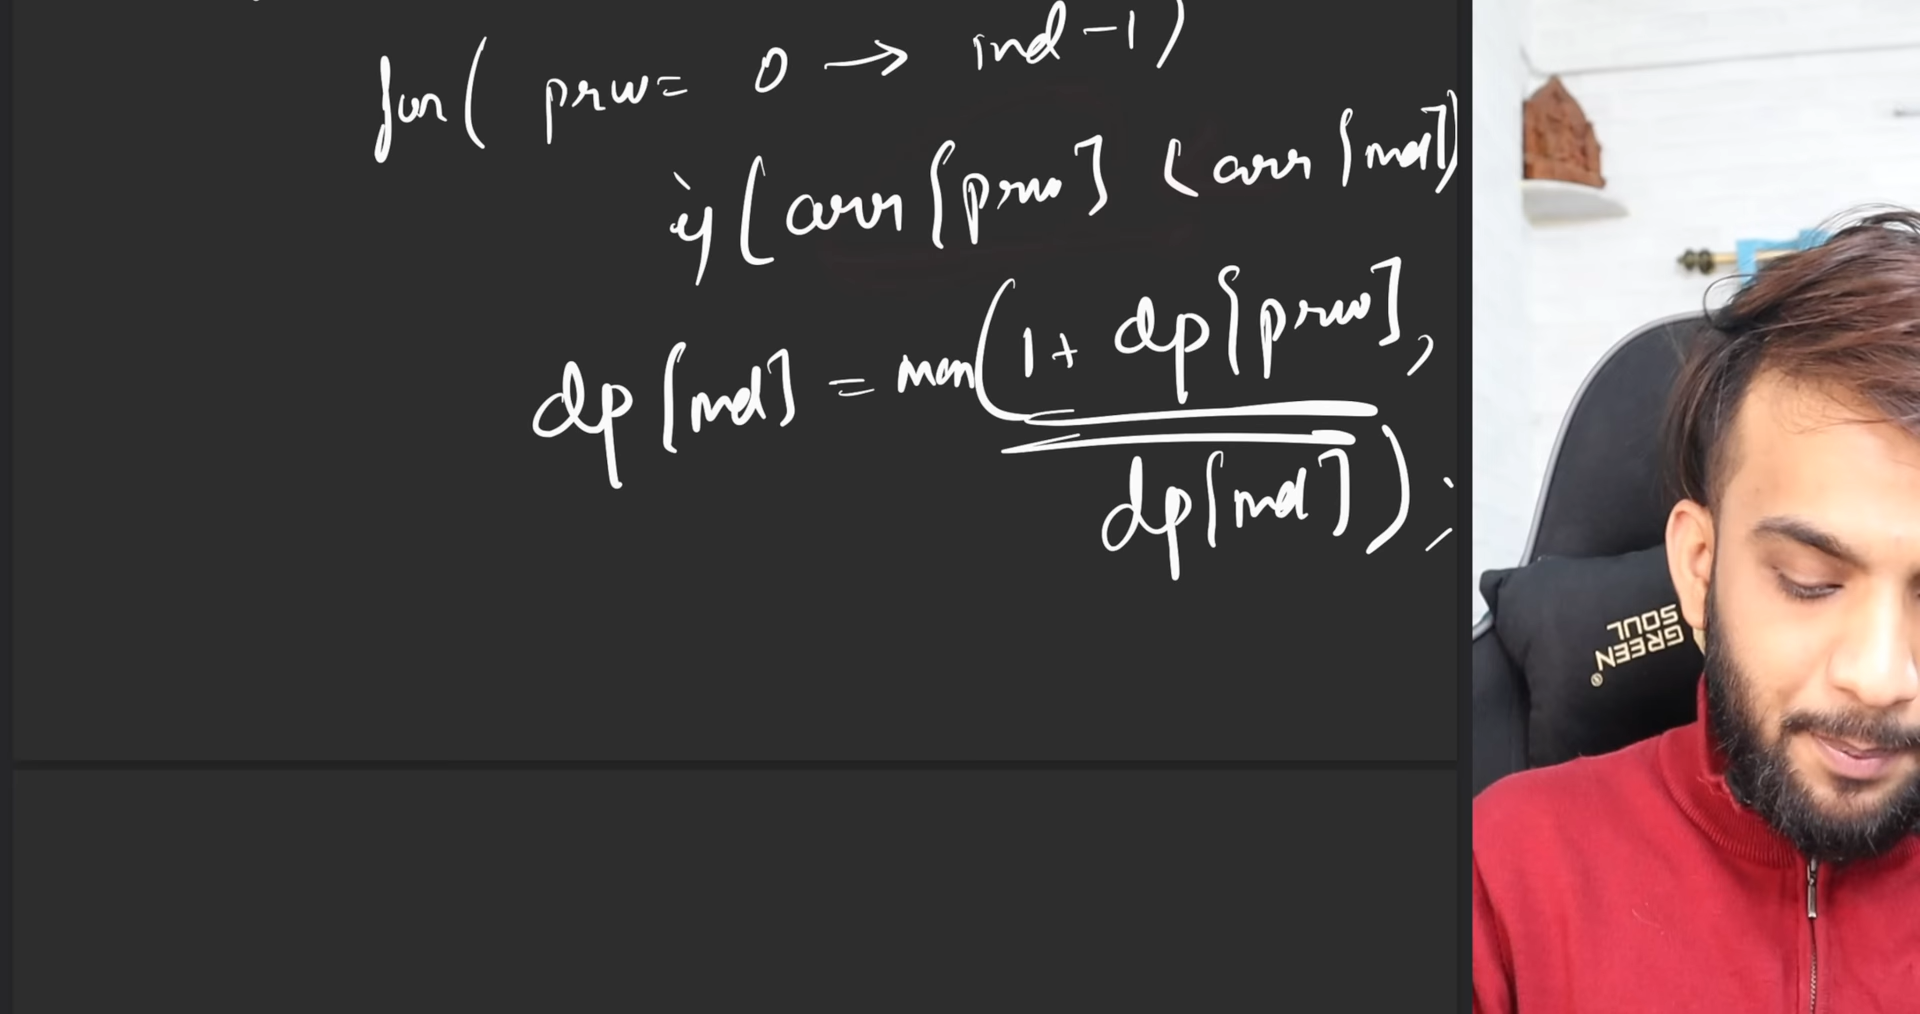 for( prev= 0 → ind-1)
if(arr[prev] < arr[ind])
dp[ind] = max(1+ dp[prev],
dp[ind]);
GREEN
SOUL